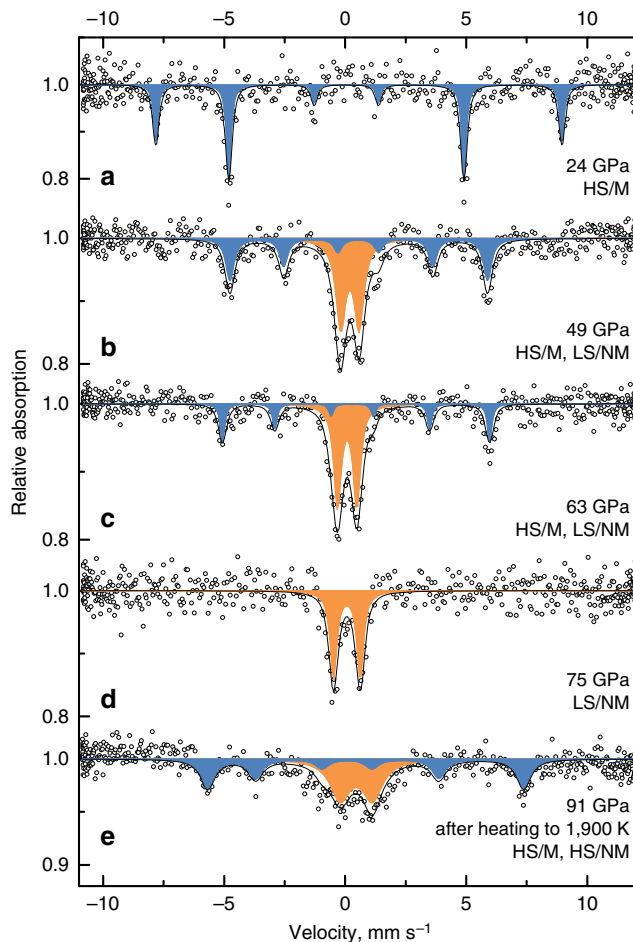 −10 −5 0 5 10
1.0
0.8
a
24 GPa
HS/M
1.0
0.8
b
49 GPa
HS/M, LS/NM
1.0
0.8
c
63 GPa
HS/M, LS/NM
1.0
0.8
d
75 GPa
LS/NM
1.0
0.9
e
91 GPa
after heating to 1,900 K
HS/M, HS/NM
−10 −5 0 5 10
Velocity, mm s⁻¹
Relative absorption